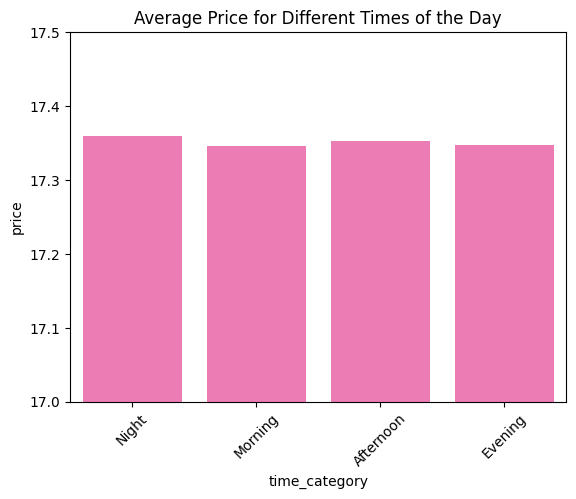 Average Price for Different Times of the Day
17.5
17.4
17.3
17.2
17.1
17.0
price
Night
Morning
Afternoon
Evening
time_category